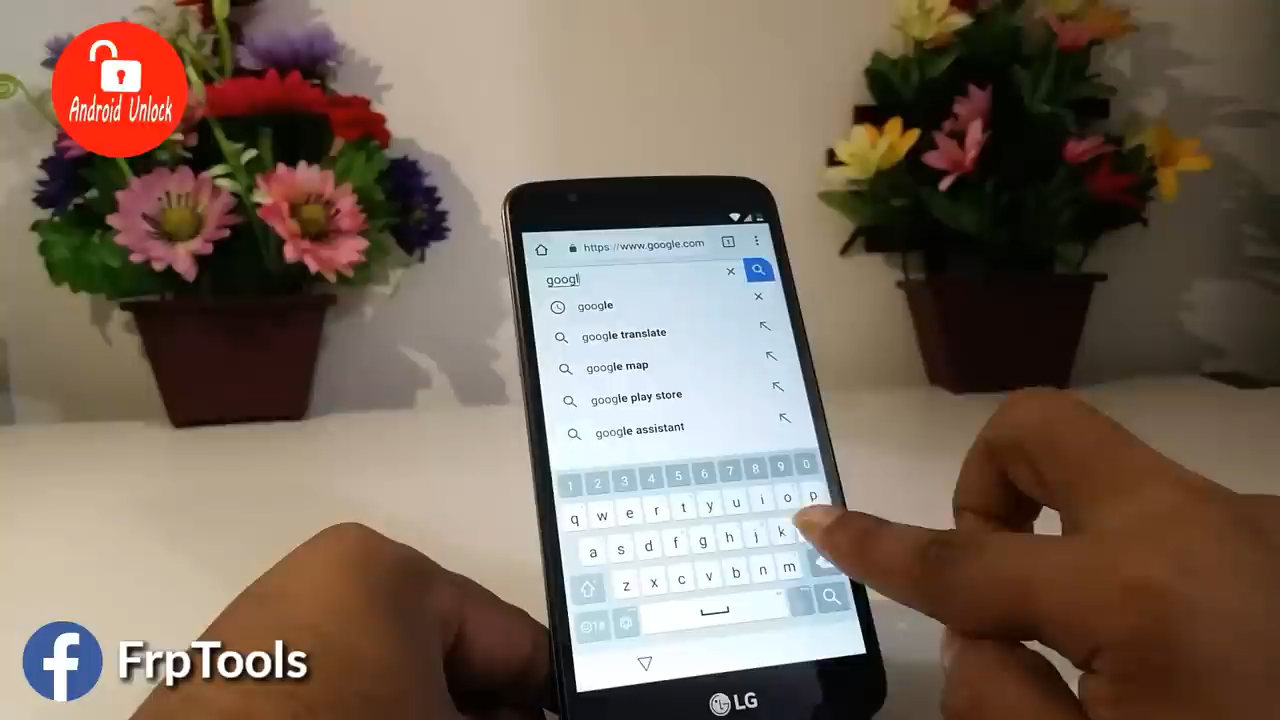 Android Unlock
https://www.google.com
1
googl
google
google translate
google map
google play store
google assistant
1 2 3 4 5 6 7 8 9 0
q w e r t y u i o p
a s d f g h j k
z x c v b n m
LG
f FrpTools